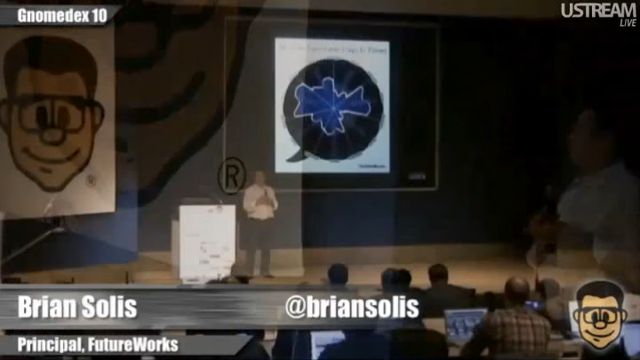 Gnomedex 10
USTREAM
LIVE
®
®
Brian Solis @briansolis
Principal, FutureWorks